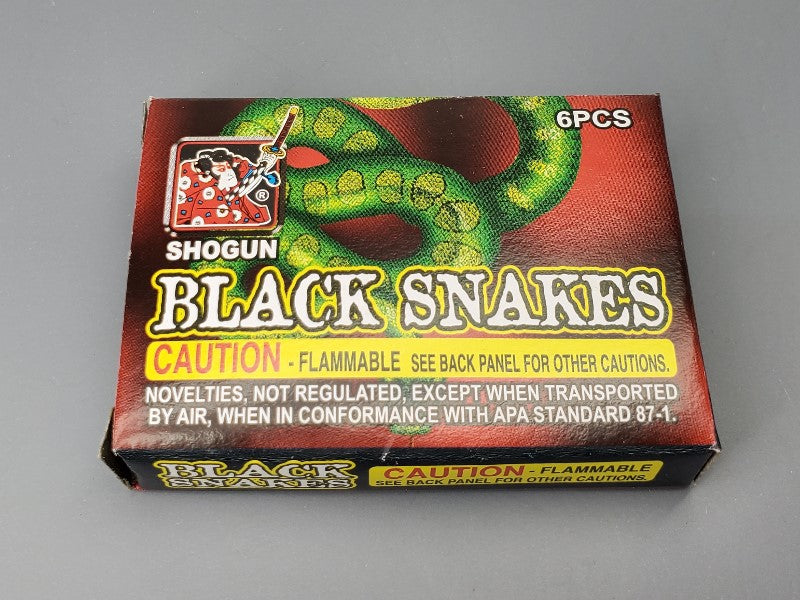 6PCS
®
SHOGUN
BLACK SNAKES
CAUTION - FLAMMABLE SEE BACK PANEL FOR OTHER CAUTIONS.
NOVELTIES, NOT REGULATED, EXCEPT WHEN TRANSPORTED
BY AIR, WHEN IN CONFORMANCE WITH APA STANDARD 87-1.
BLACK
SNAKES
CAUTION - FLAMMABLE
SEE BACK PANEL FOR OTHER CAUTIONS.